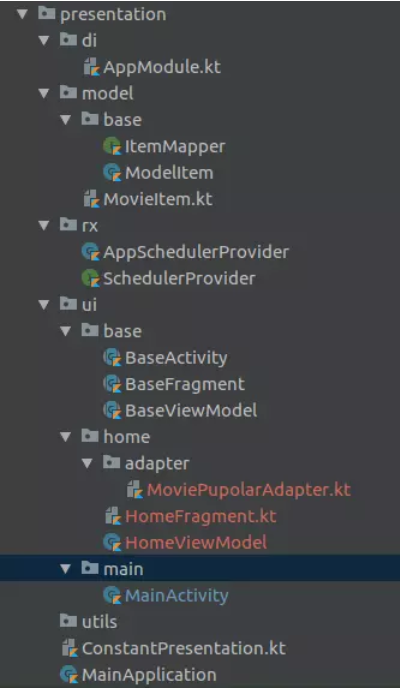 presentation
di
AppModule.kt
model
base
ItemMapper
ModelItem
MovieItem.kt
rx
AppSchedulerProvider
SchedulerProvider
ui
base
BaseActivity
BaseFragment
BaseViewModel
home
adapter
MoviePupolarAdapter.kt
HomeFragment.kt
HomeViewModel
main
MainActivity
utils
ConstantPresentation.kt
MainApplication